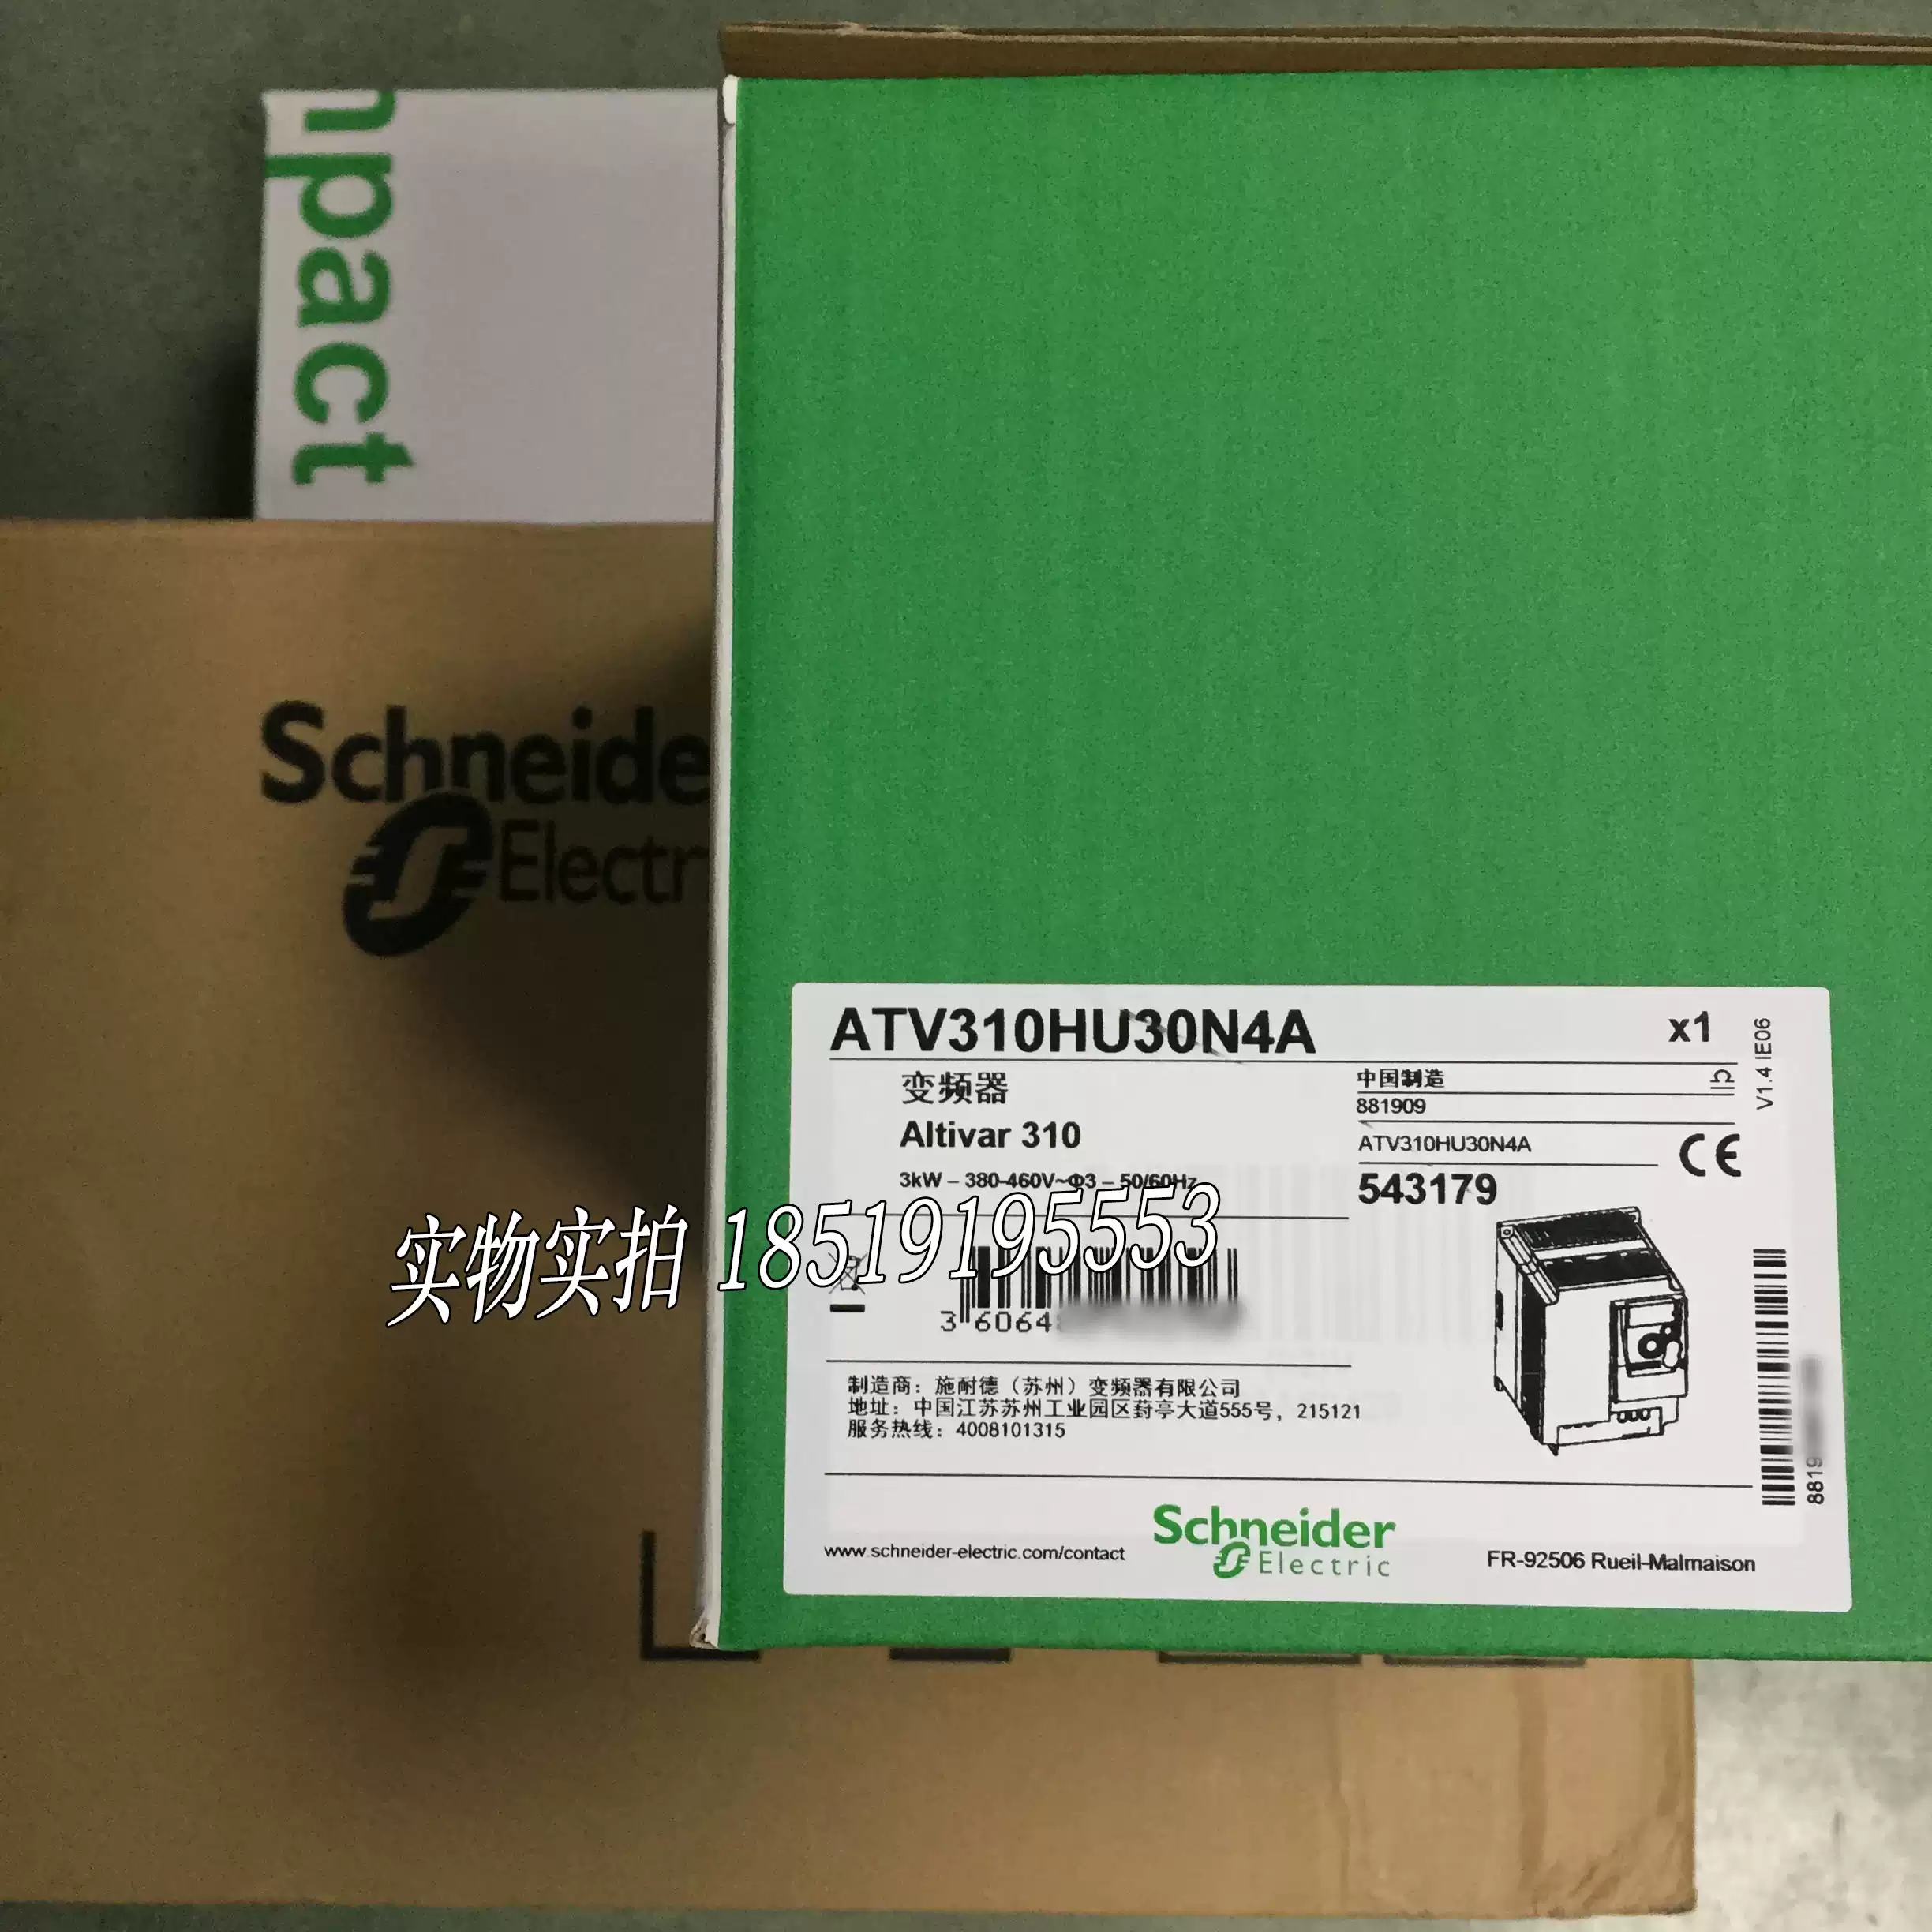 npact
Schneide
Electr
ATV310HU30N4A
x1
V1.4 IE06
变频器
Altivar 310
3kW – 380-460V~Φ3 – 50/60Hz
中国制造
881909
ATV310HU30N4A
543179
CE
实物实拍 18519195553
3 60648
8819
制造商：施耐德（苏州）变频器有限公司
地址：中国江苏苏州工业园区葑亭大道555号，215121
服务热线：4008101315
www.schneider-electric.com/contact
Schneider
Electric
FR-92506 Rueil-Malmaison